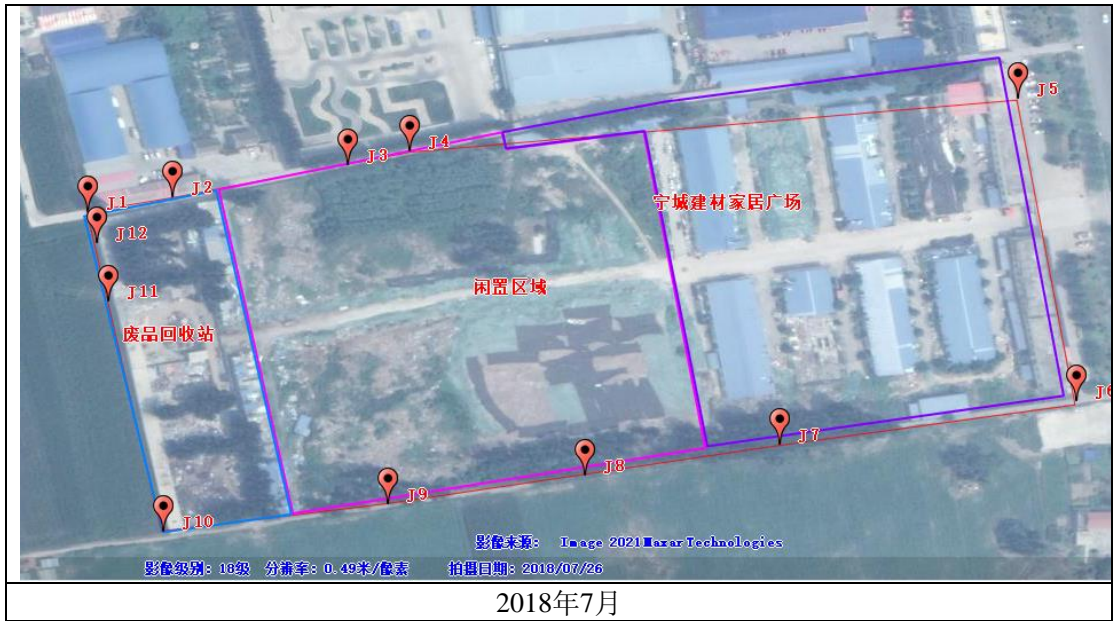 J5
J4
J3
J2
J1
宁城建材家居广场
J12
闲置区域
J11
废品回收站
J6
J7
J8
J9
J10
影像来源： Image 2021 Maxar Technologies
影像级别：18级 分辨率：0.49米/像素 拍摄日期：2018/07/26
2018年7月